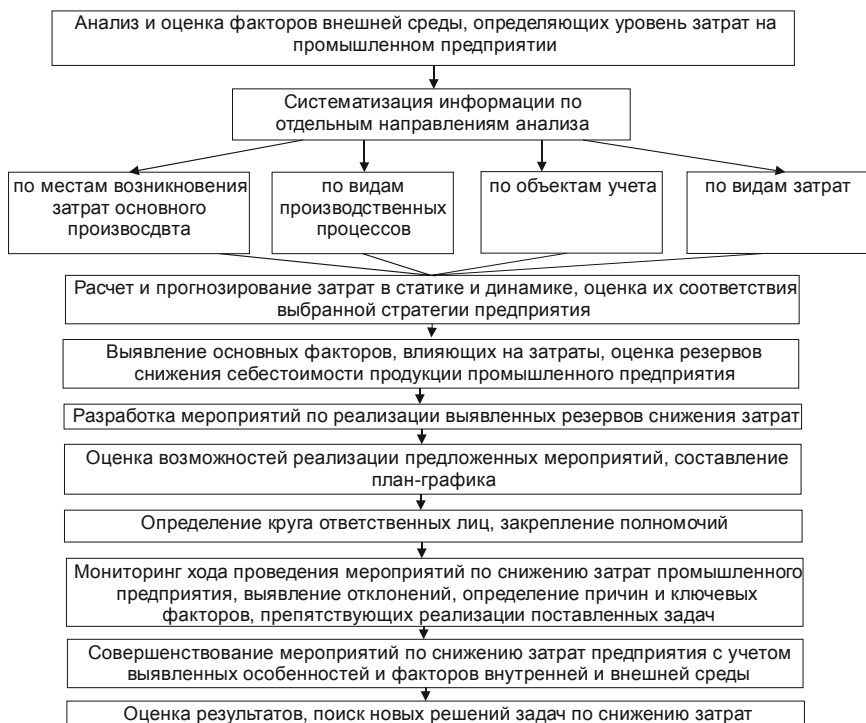 Анализ и оценка факторов внешней среды, определяющих уровень затрат на
промышленном предприятии
Систематизация информации по
отдельным направлениям анализа
по местам возникновения
затрат основного
произвосдвта
по видам
производственных
процессов
по объектам учета
по видам затрат
Расчет и прогнозирование затрат в статике и динамике, оценка их соответствия
выбранной стратегии предприятия
Выявление основных факторов, влияющих на затраты, оценка резервов
снижения себестоимости продукции промышленного предприятия
Разработка мероприятий по реализации выявленных резервов снижения затрат
Оценка возможностей реализации предложенных мероприятий, составление
план-графика
Определение круга ответственных лиц, закрепление полномочий
Мониторинг хода проведения мероприятий по снижению затрат промышленного
предприятия, выявление отклонений, определение причин и ключевых
факторов, препятствующих реализации поставленных задач
Совершенствование мероприятий по снижению затрат предприятия с учетом
выявленных особенностей и факторов внутренней и внешней среды
Оценка результатов, поиск новых решений задач по снижению затрат